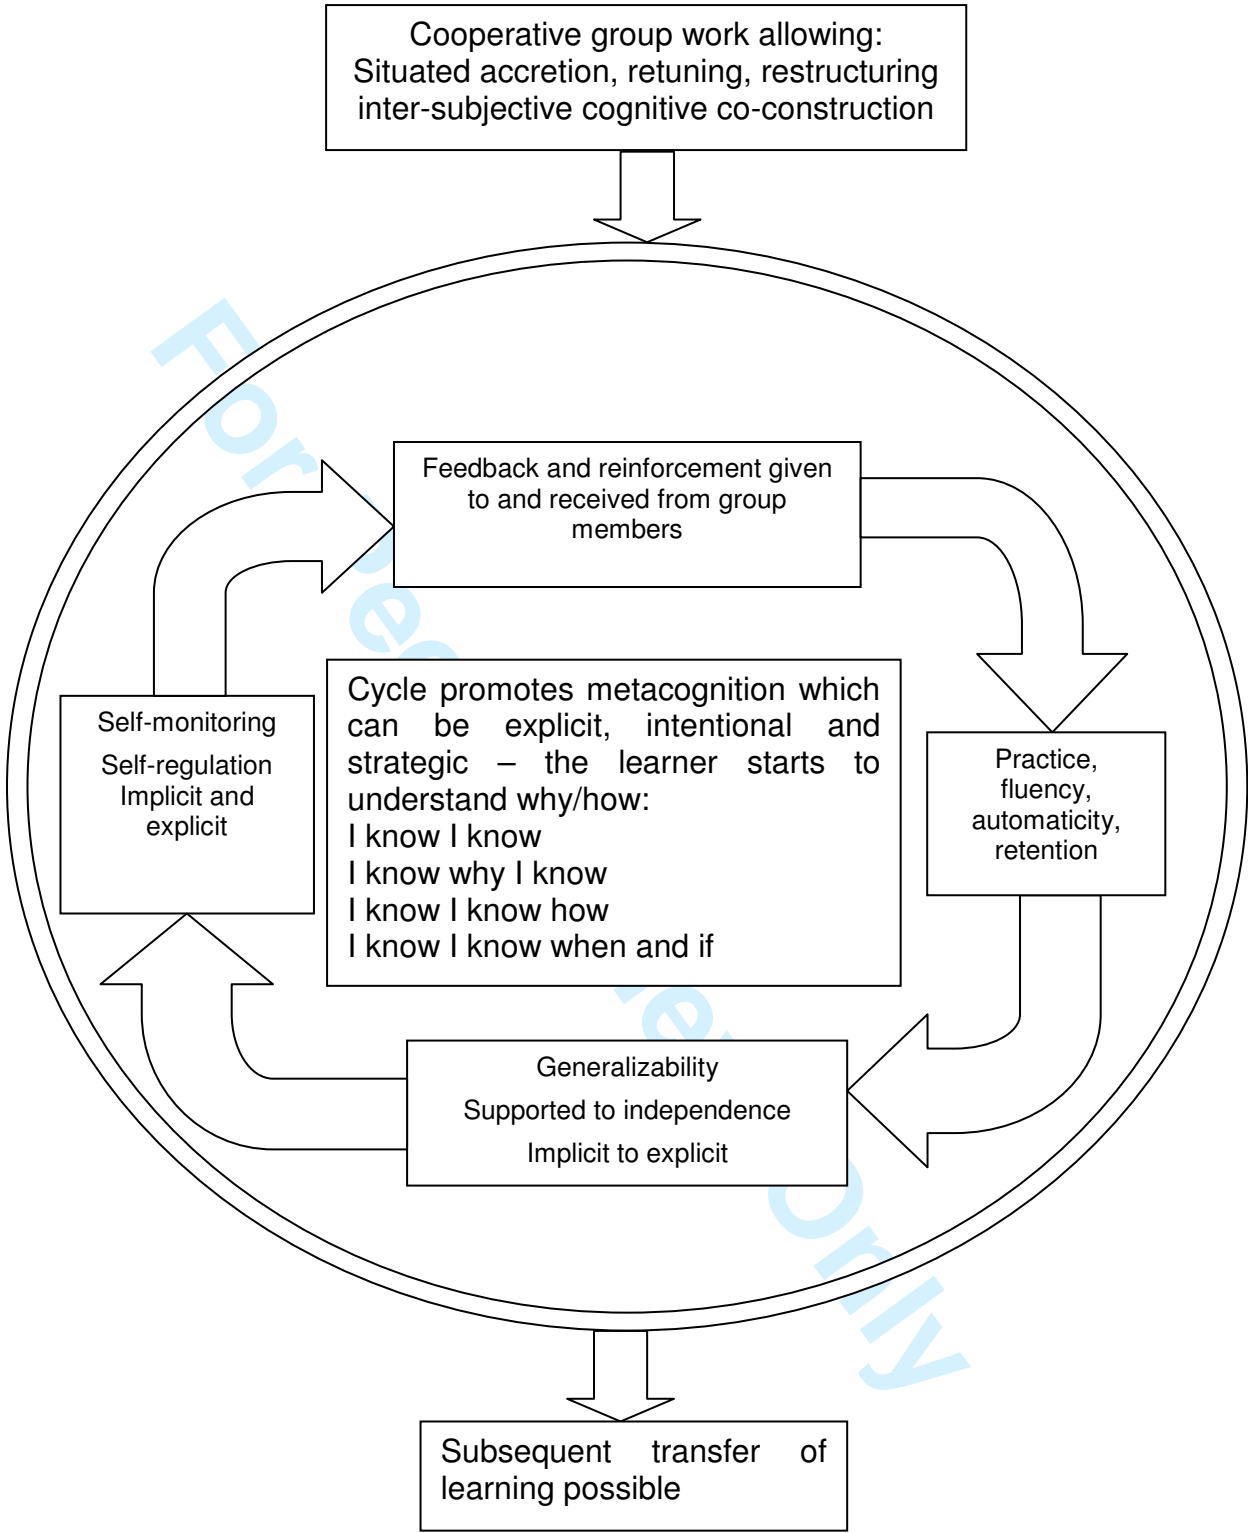 Cooperative group work allowing:
Situated accretion, retuning, restructuring
inter-subjective cognitive co-construction
Feedback and reinforcement given
to and received from group
members
Self-monitoring
Self-regulation
Implicit and
explicit
Cycle promotes metacognition which
can be explicit, intentional and
strategic – the learner starts to
understand why/how:
I know I know
I know why I know
I know I know how
I know I know when and if
Practice,
fluency,
automaticity,
retention
Generalizability
Supported to independence
Implicit to explicit
Subsequent transfer of
learning possible
For
Only